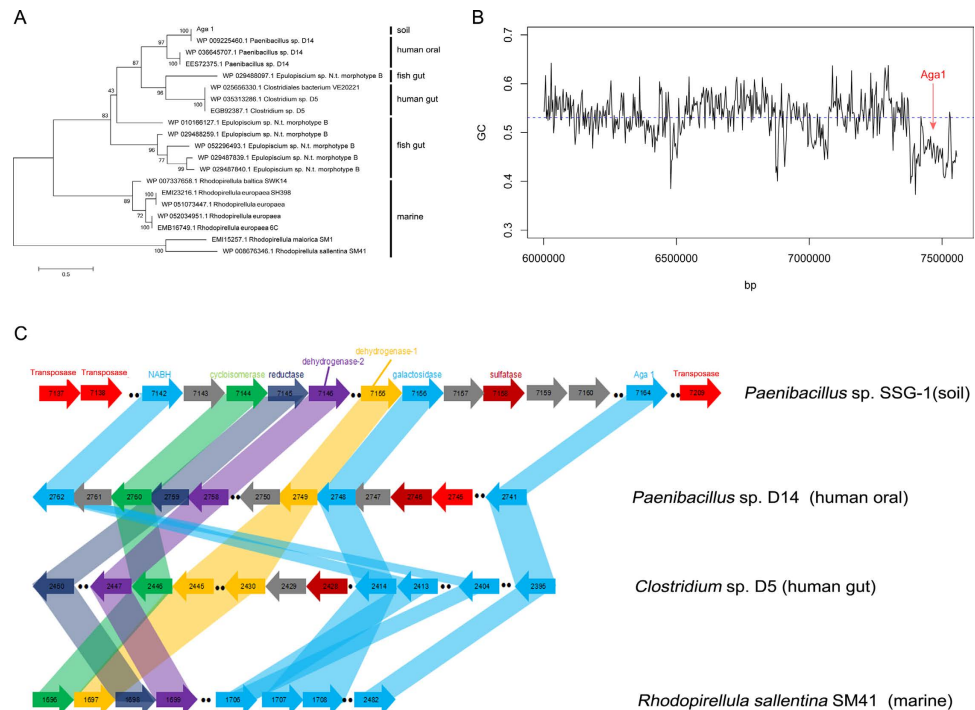 A
Aga 1
WP 009225460.1 Paenibacillus sp. D14
WP 036645707.1 Paenibacillus sp. D14
EES72375.1 Paenibacillus sp. D14
WP 029488097.1 Epulopiscium sp. N.t. morphotype B
WP 025656330.1 Clostridiales bacterium VE20221
WP 035313286.1 Clostridium sp. D5
EGB92387.1 Clostridium sp. D5
WP 010166127.1 Epulopiscium sp. N.t. morphotype B
WP 029488259.1 Epulopiscium sp. N.t. morphotype B
WP 052296493.1 Epulopiscium sp. N.t. morphotype B
WP 029487839.1 Epulopiscium sp. N.t. morphotype B
WP 029487840.1 Epulopiscium sp. N.t. morphotype B
WP 007337658.1 Rhodopirellula baltica SWK14
EMI23216.1 Rhodopirellula europaea SH398
WP 051073447.1 Rhodopirellula europaea
WP 052034951.1 Rhodopirellula europaea
EMB16749.1 Rhodopirellula europaea 6C
EMI15257.1 Rhodopirellula maiorica SM1
WP 008676346.1 Rhodopirellula sallentina SM41
100
97
100
87
96
100
43
83
96
77
99
89
100
72
100
100
0.5
soil
human oral
fish gut
human gut
fish gut
marine
B
GC
0.7
0.6
0.5
0.4
0.3
Aga1
6000000 6500000 7000000 7500000
bp
C
Transposase Transposase NABH cycloisomerase reductase dehydrogenase-2 dehydrogenase-1 galactosidase sulfatase Aga 1 Transposase
7137 7138 7142 7143 7144 7145 7146 7155 7156 7157 7158 7159 7160 7164 7209
Paenibacillus sp. SSG-1(soil)
2762 2761 2760 2759 2758 2750 2749 2748 2747 2746 2745 2741
Paenibacillus sp. D14 (human oral)
2450 2447 2446 2445 2430 2429 2428 2414 2413 2404 2395
Clostridium sp. D5 (human gut)
1696 1697 1698 1699 1706 1707 1708 2482
Rhodopirellula sallentina SM41 (marine)